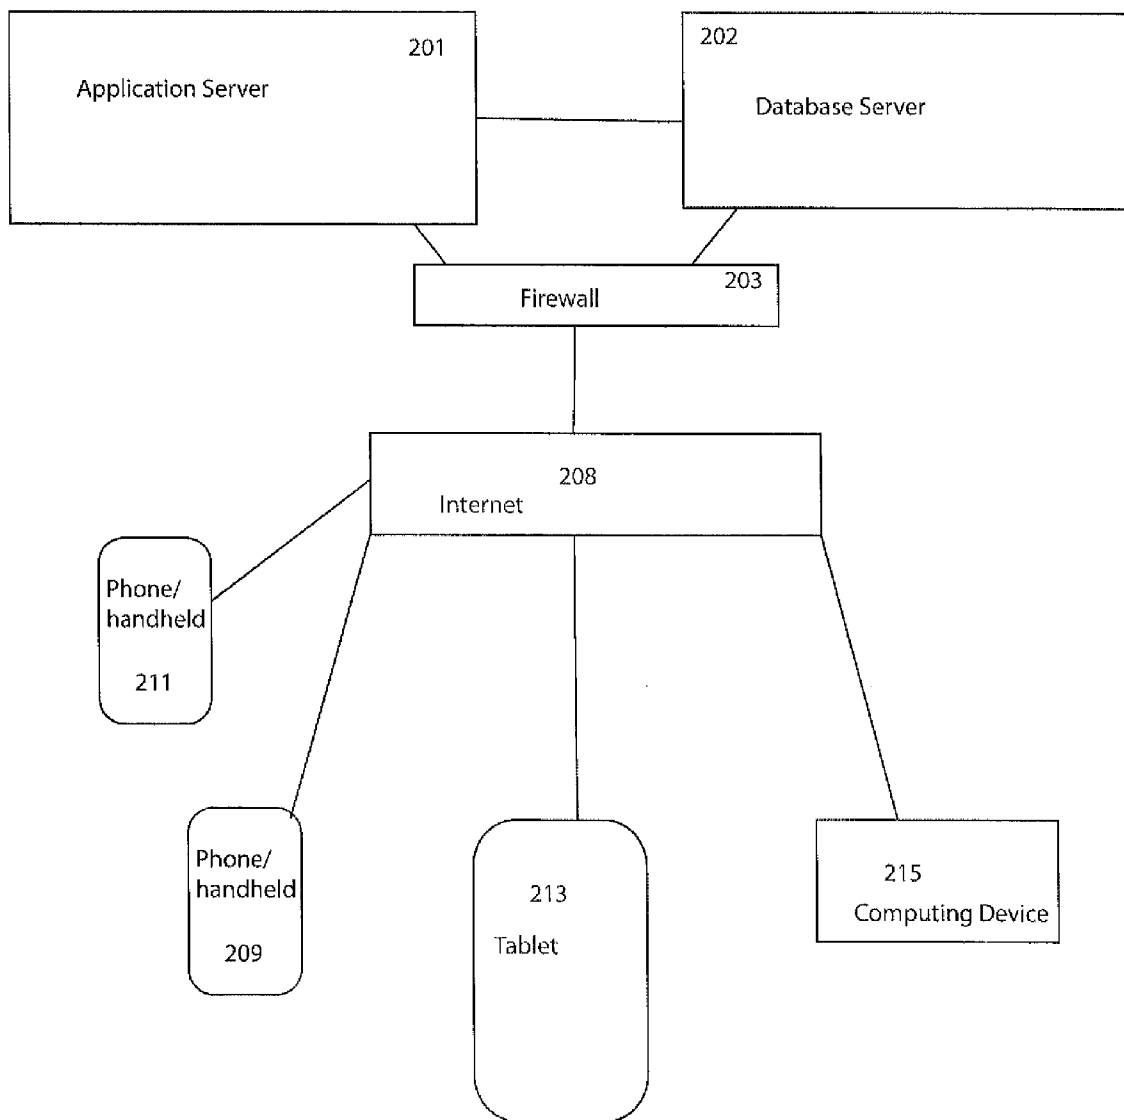 201
Application Server
202
Database Server
203
Firewall
208
Internet
Phone/
handheld
211
Phone/
handheld
209
213
Tablet
215
Computing Device